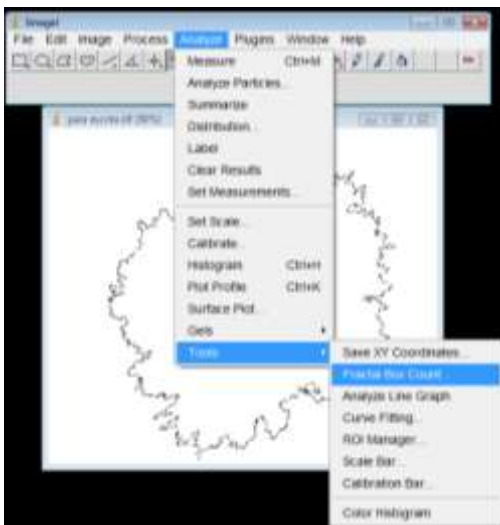 ImageJ
File Edit Image Process Analyze Plugins Window Help
Measure Ctrl+M
Analyze Particles...
Summarize
Distribution...
Label
Clear Results
Set Measurements...
Set Scale...
Calibrate...
Histogram Ctrl+H
Plot Profile Ctrl+K
Surface Plot...
Gels
Tools
Save XY Coordinates...
Fractal Box Count...
Analyze Line Graph
Curve Fitting...
ROI Manager...
Scale Bar...
Calibration Bar...
Color Histogram